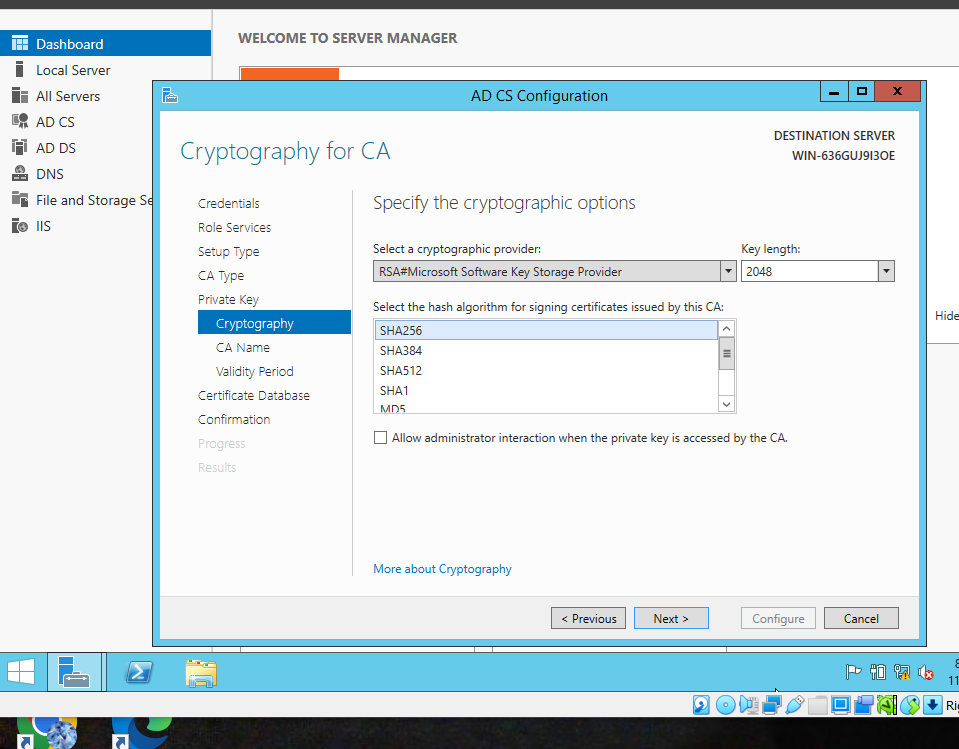 WELCOME TO SERVER MANAGER
Dashboard
Local Server
All Servers
AD CS
AD DS
DNS
File and Storage Se
IIS
AD CS Configuration
Cryptography for CA
DESTINATION SERVER
WIN-636GUJ9I3OE
Credentials
Role Services
Setup Type
CA Type
Private Key
Cryptography
CA Name
Validity Period
Certificate Database
Confirmation
Progress
Results
Specify the cryptographic options
Select a cryptographic provider:
Key length:
RSA#Microsoft Software Key Storage Provider
2048
Select the hash algorithm for signing certificates issued by this CA:
SHA256
SHA384
SHA512
SHA1
MD5
Allow administrator interaction when the private key is accessed by the CA.
More about Cryptography
< Previous
Next >
Configure
Cancel
Hide
11